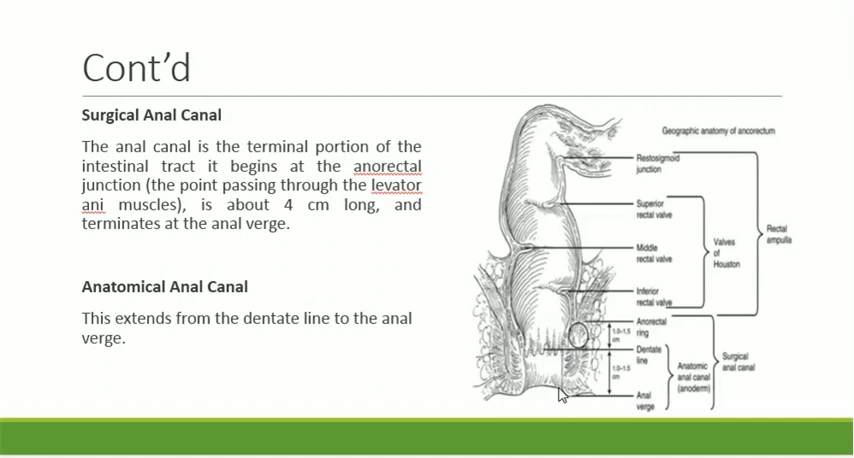 Cont'd
Surgical Anal Canal
The anal canal is the terminal portion of the
intestinal tract it begins at the anorectal
junction (the point passing through the levator
ani muscles), is about 4 cm long, and
terminates at the anal verge.
Anatomical Anal Canal
This extends from the dentate line to the anal
verge.
Geographic anatomy of ancorectum
Restosigmoid
junction
Superior
rectal valve
Middle
rectal valve
Inferior
rectal valve
Valves
of
Houston
Rectal
ampulla
Anorectal
ring
1.0-1.5
cm
Dentate
line
1.0-1.5
cm
Anal
verge
Anatomic
anal canal
(anoderm)
Surgical
anal canal